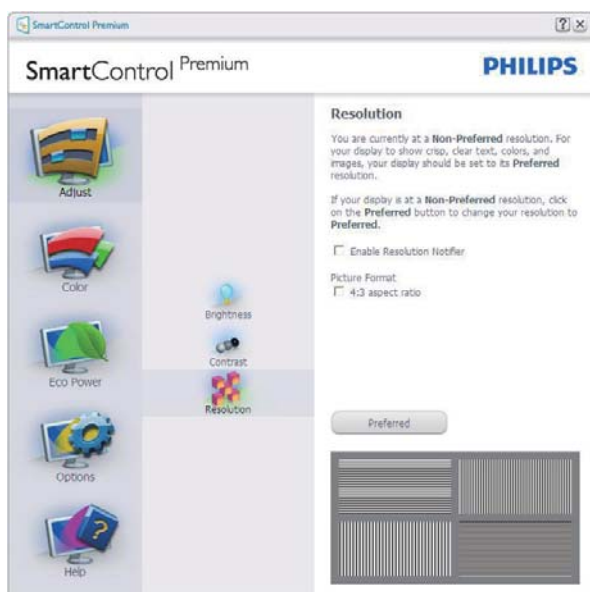 SmartControl Premium
SmartControl Premium
PHILIPS
Adjust
Color
Eco Power
Options
Help
Brightness
Contrast
Resolution
Resolution
You are currently at a Non-Preferred resolution. For
your display to show crisp, clear text, colors, and
images, your display should be set to its Preferred
resolution.
If your display is at a Non-Preferred resolution, click
on the Preferred button to change your resolution to
Preferred.
Enable Resolution Notifier
Picture Format
4:3 aspect ratio
Preferred